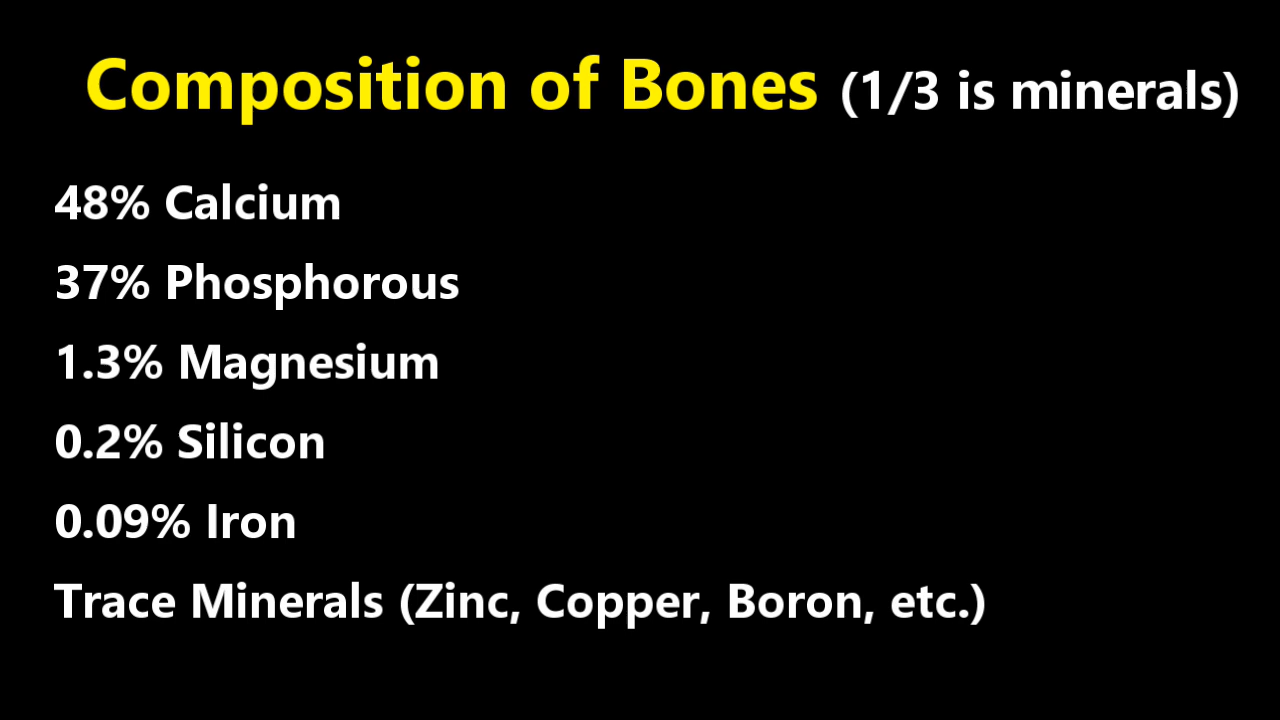 Composition of Bones (1/3 is minerals)
48% Calcium
37% Phosphorous
1.3% Magnesium
0.2% Silicon
0.09% Iron
Trace Minerals (Zinc, Copper, Boron, etc.)